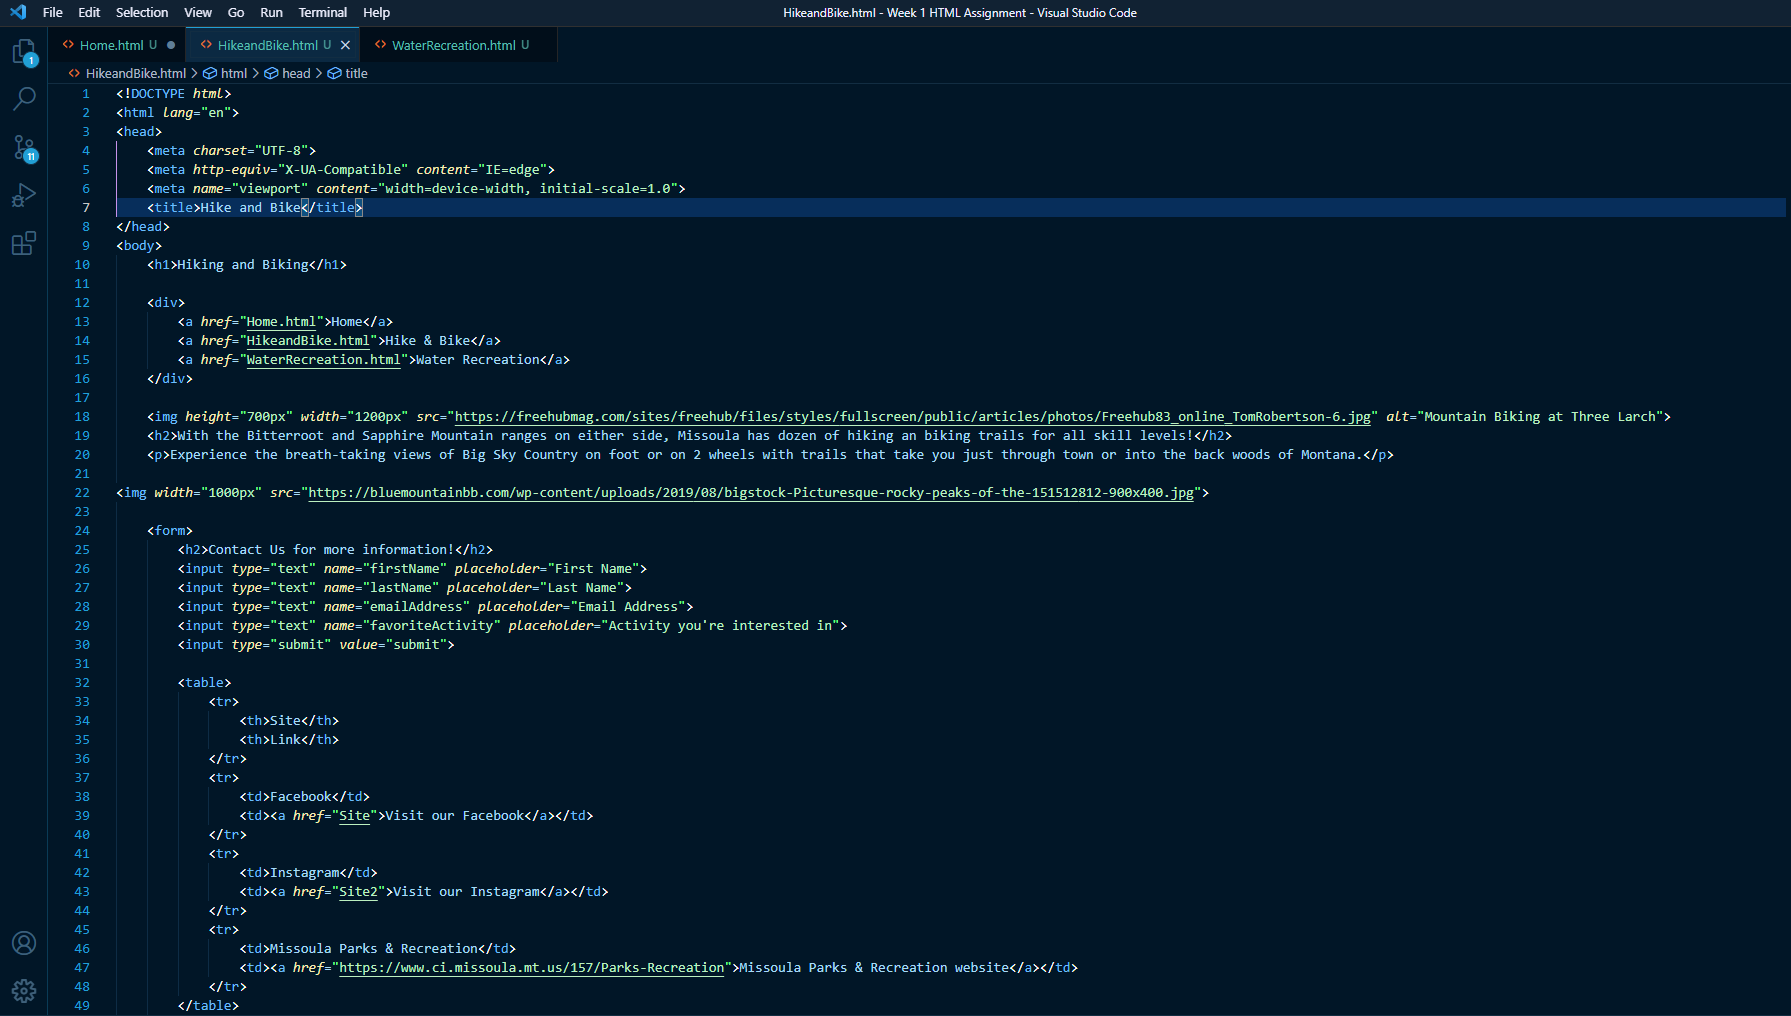 File Edit Selection View Go Run Terminal Help
HikeandBike.html - Week 1 HTML Assignment - Visual Studio Code
Home.html U
HikeandBike.html U
WaterRecreation.html U
HikeandBike.html > html > head > title
1
11
1 <!DOCTYPE html>
2 <html lang="en">
3 <head>
4 <meta charset="UTF-8">
5 <meta http-equiv="X-UA-Compatible" content="IE=edge">
6 <meta name="viewport" content="width=device-width, initial-scale=1.0">
7 <title>Hike and Bike</title>
8 </head>
9 <body>
10 <h1>Hiking and Biking</h1>
11
12 <div>
13 <a href="Home.html">Home</a>
14 <a href="HikeandBike.html">Hike & Bike</a>
15 <a href="WaterRecreation.html">Water Recreation</a>
16 </div>
17
18 <img height="700px" width="1200px" src="https://freehubmag.com/sites/freehub/files/styles/fullscreen/public/articles/photos/Freehub83_online_TomRobertson-6.jpg" alt="Mountain Biking at Three Larch">
19 <h2>With the Bitterroot and Sapphire Mountain ranges on either side, Missoula has dozen of hiking an biking trails for all skill levels!</h2>
20 <p>Experience the breath-taking views of Big Sky Country on foot or on 2 wheels with trails that take you just through town or into the back woods of Montana.</p>
21
22 <img width="1000px" src="https://bluemountainbb.com/wp-content/uploads/2019/08/bigstock-Picturesque-rocky-peaks-of-the-151512812-900x400.jpg">
23
24 <form>
25 <h2>Contact Us for more information!</h2>
26 <input type="text" name="firstName" placeholder="First Name">
27 <input type="text" name="lastName" placeholder="Last Name">
28 <input type="text" name="emailAddress" placeholder="Email Address">
29 <input type="text" name="favoriteActivity" placeholder="Activity you're interested in">
30 <input type="submit" value="submit">
31
32 <table>
33 <tr>
34 <th>Site</th>
35 <th>Link</th>
36 </tr>
37 <tr>
38 <td>Facebook</td>
39 <td><a href="Site">Visit our Facebook</a></td>
40 </tr>
41 <tr>
42 <td>Instagram</td>
43 <td><a href="Site2">Visit our Instagram</a></td>
44 </tr>
45 <tr>
46 <td>Missoula Parks & Recreation</td>
47 <td><a href="https://www.ci.missoula.mt.us/157/Parks-Recreation">Missoula Parks & Recreation website</a></td>
48 </tr>
49 </table>